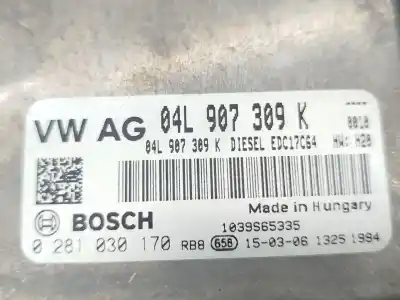 VW AG 04L 907 309 K 0010
04L 907 309 K DIESEL EDC17C64 HW: H20
Made in Hungary
BOSCH 1039S65335
0 281 030 170 RB8 658 15-03-06 1325 1994